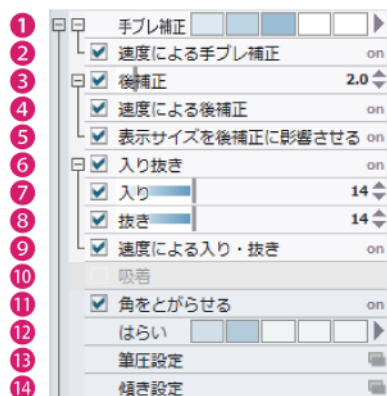 1 手ブレ補正
2 速度による手ブレ補正 on
3 後補正 2.0
4 速度による後補正 on
5 表示サイズを後補正に影響させる on
6 入り抜き
7 入り 14
8 抜き 14
9 速度による入り・抜き on
10 吸着
11 角をとがらせる on
12 はらい
13 筆圧設定
14 傾き設定